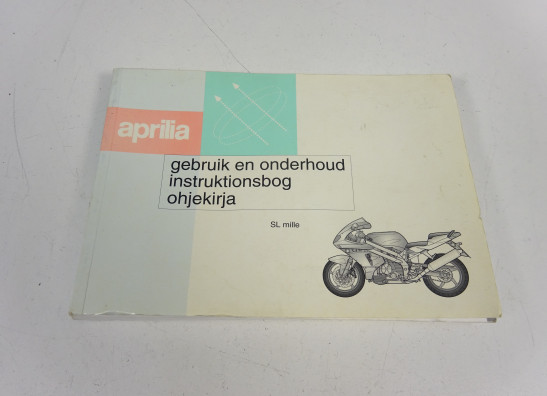 aprilia
gebruik en onderhoud
instruktionsbog
ohjekirja
SL mille